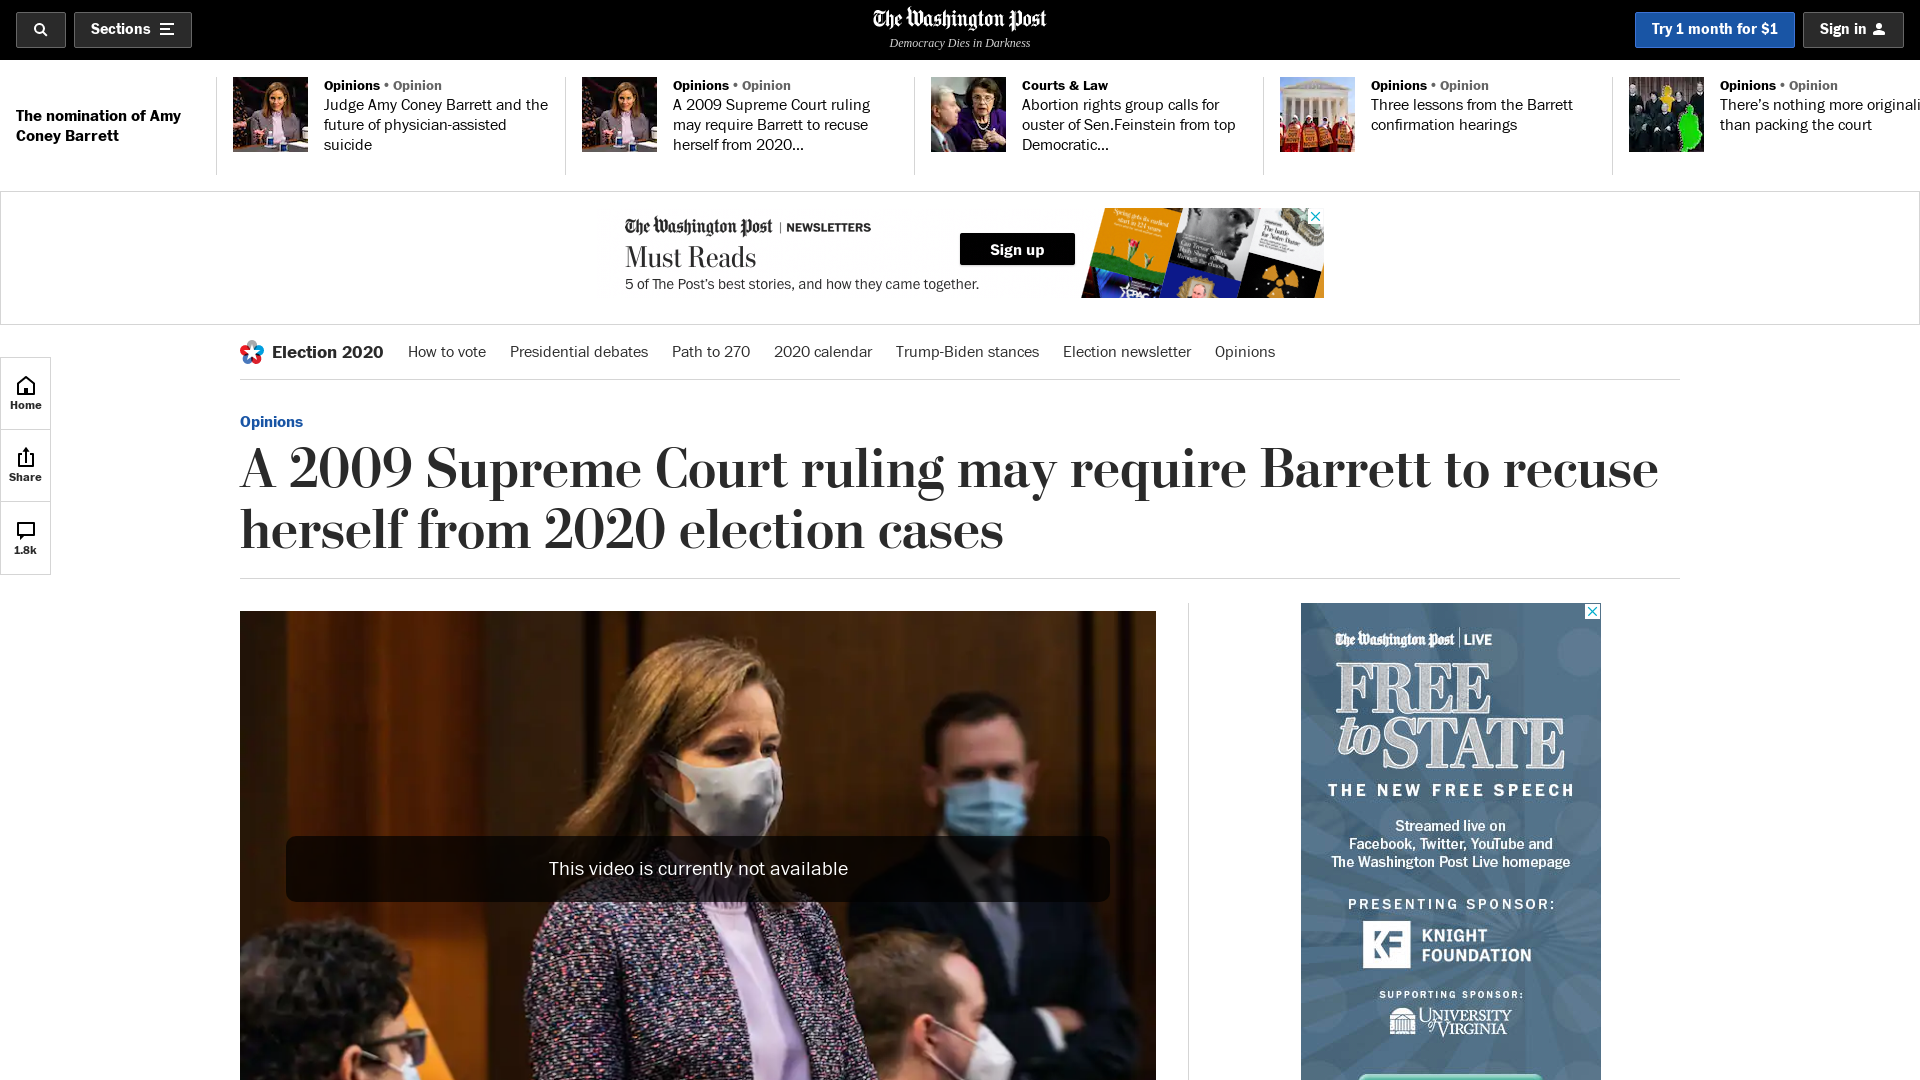 Sections
The Washington Post
Democracy Dies in Darkness
Try 1 month for $1
Sign in
The nomination of Amy
Coney Barrett
Opinions • Opinion
Judge Amy Coney Barrett and the
future of physician-assisted
suicide
Opinions • Opinion
A 2009 Supreme Court ruling
may require Barrett to recuse
herself from 2020...
Courts & Law
Abortion rights group calls for
ouster of Sen.Feinstein from top
Democratic...
Opinions • Opinion
Three lessons from the Barrett
confirmation hearings
Opinions • Opinion
There's nothing more originali
than packing the court
The Washington Post | NEWSLETTERS
Must Reads
5 of The Post's best stories, and how they came together.
Sign up
Election 2020
How to vote
Presidential debates
Path to 270
2020 calendar
Trump-Biden stances
Election newsletter
Opinions
Home
Share
1.8k
Opinions
A 2009 Supreme Court ruling may require Barrett to recuse
herself from 2020 election cases
This video is currently not available
The Washington Post | LIVE
FREE
to STATE
THE NEW FREE SPEECH
Streamed live on
Facebook, Twitter, YouTube and
The Washington Post Live homepage
PRESENTING SPONSOR:
KF KNIGHT
FOUNDATION
SUPPORTING SPONSOR:
UNIVERSITY
of VIRGINIA